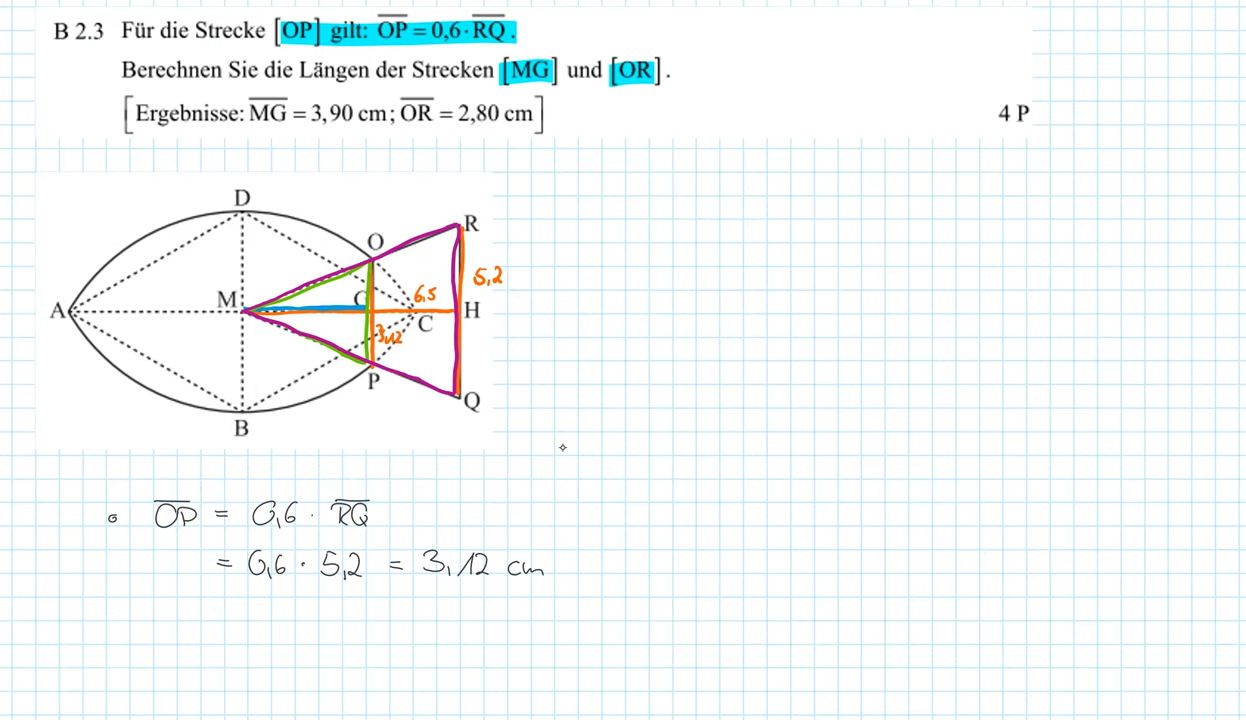 B 2.3 Für die Strecke [OP] gilt: OP = 0,6 · RQ.
Berechnen Sie die Längen der Strecken [MG] und [OR].
[Ergebnisse: MG = 3,90 cm; OR = 2,80 cm]
4 P
D
O
R
5,2
M
G
6,5
A
H
C
3,12
P
Q
B
OP = 0,6 · RQ
= 0,6 · 5,2 = 3,12 cm